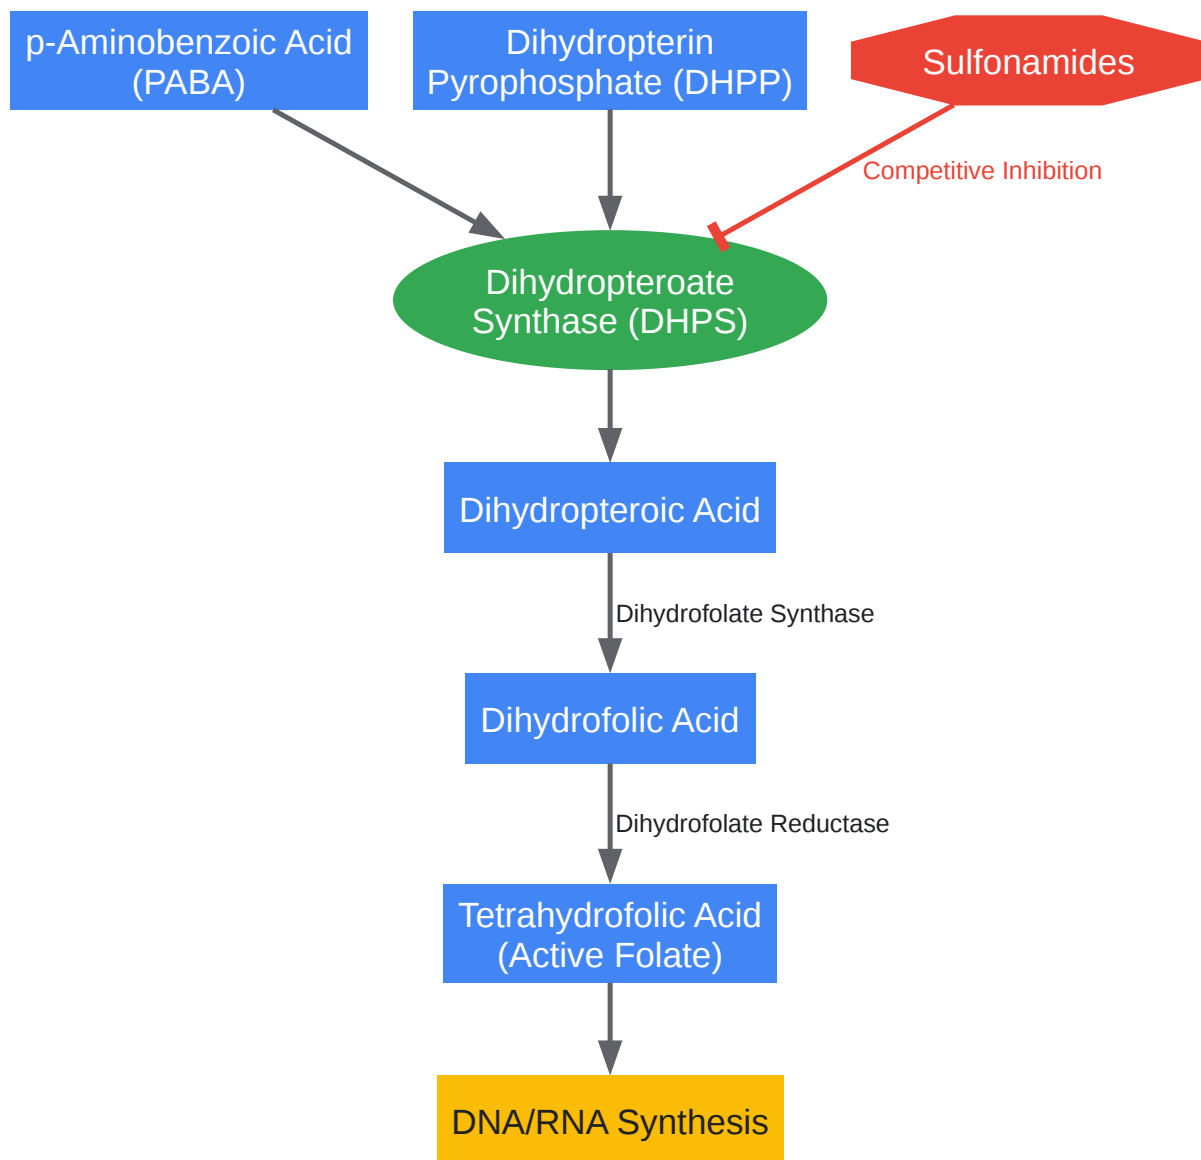 p-Aminobenzoic Acid
(PABA)
Dihydropterin
Pyrophosphate (DHPP)
Sulfonamides
Competitive Inhibition
Dihydropteroate
Synthase (DHPS)
Dihydropteroic Acid
Dihydrofolate Synthase
Dihydrofolic Acid
Dihydrofolate Reductase
Tetrahydrofolic Acid
(Active Folate)
DNA/RNA Synthesis